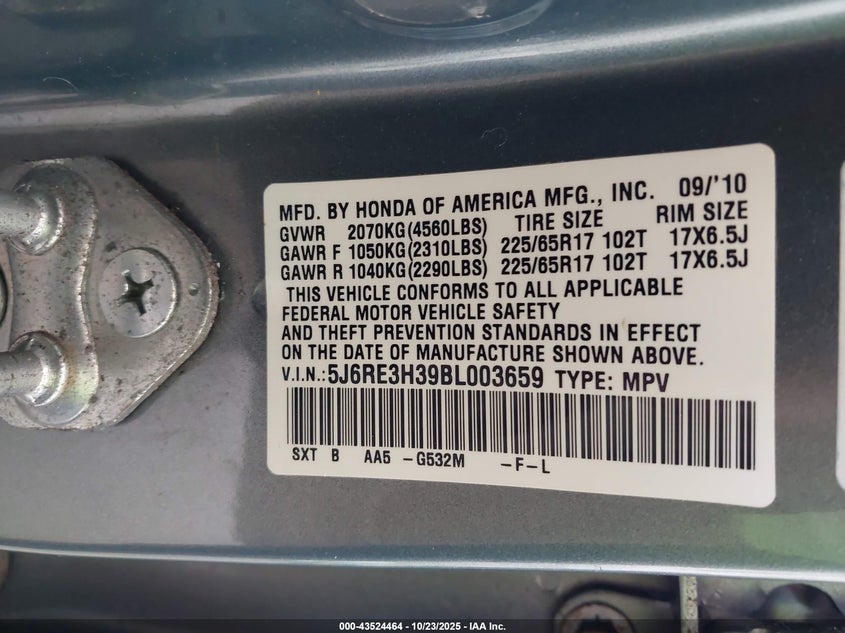 MFD. BY HONDA OF AMERICA MFG., INC. 09/'10
GVWR 2070KG(4560LBS) TIRE SIZE RIM SIZE
GAWR F 1050KG(2310LBS) 225/65R17 102T 17X6.5J
GAWR R 1040KG(2290LBS) 225/65R17 102T 17X6.5J
THIS VEHICLE CONFORMS TO ALL APPLICABLE
FEDERAL MOTOR VEHICLE SAFETY
AND THEFT PREVENTION STANDARDS IN EFFECT
ON THE DATE OF MANUFACTURE SHOWN ABOVE.
V.I.N.:5J6RE3H39BL003659 TYPE: MPV
SXT B AA5 -G532M -F-L
000-43524464 | 10/23/2025 - IAA Inc.